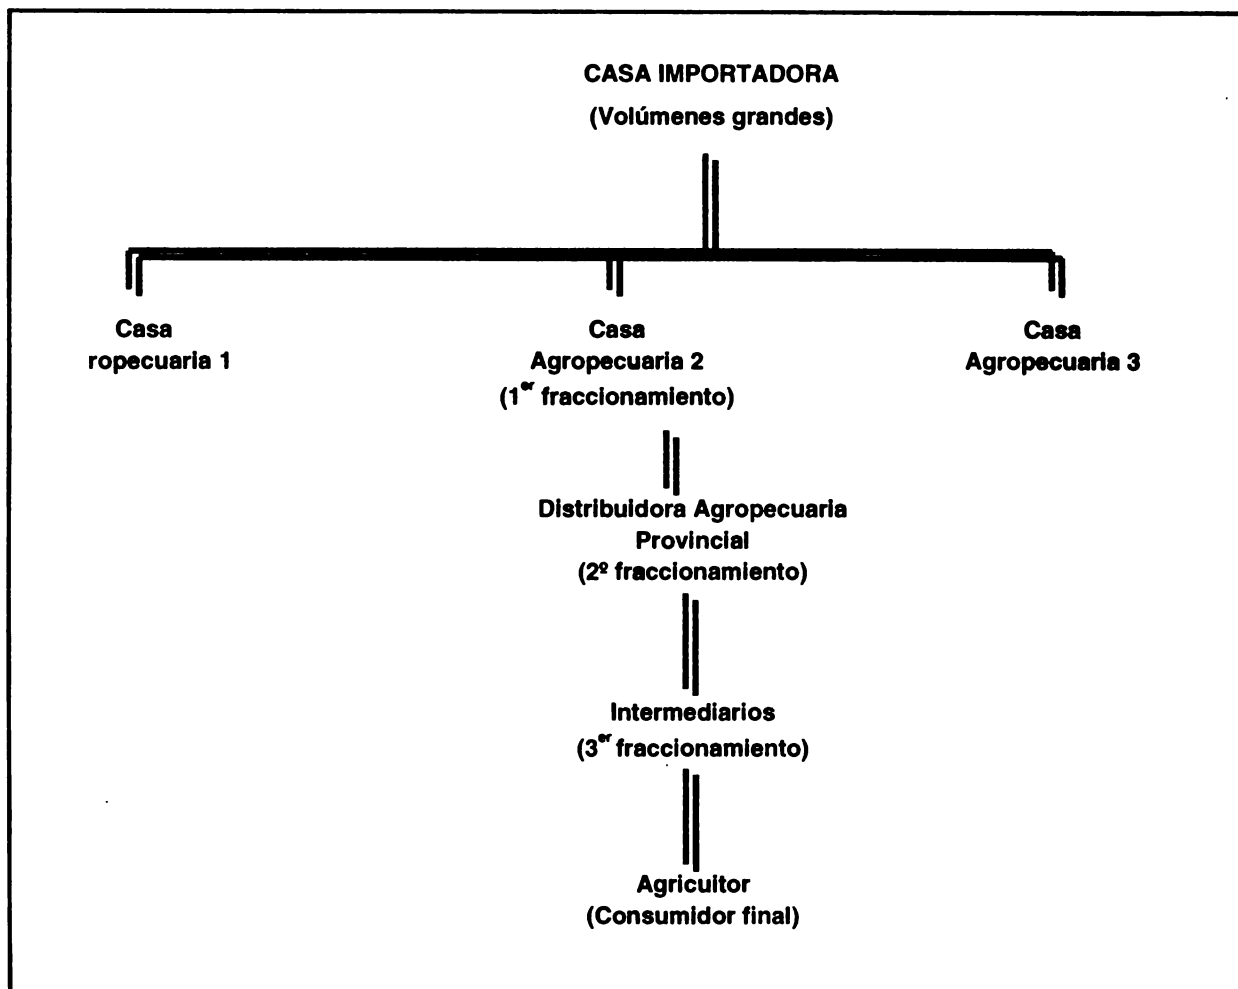 CASA IMPORTADORA
(Volúmenes grandes)
Casa
ropecuaria 1
Casa
Agropecuaria 2
(1er fraccionamiento)
Casa
Agropecuaria 3
Distribuidora Agropecuaria
Provincial
(2º fraccionamiento)
Intermediarios
(3er fraccionamiento)
Agricuitor
(Consumidor final)